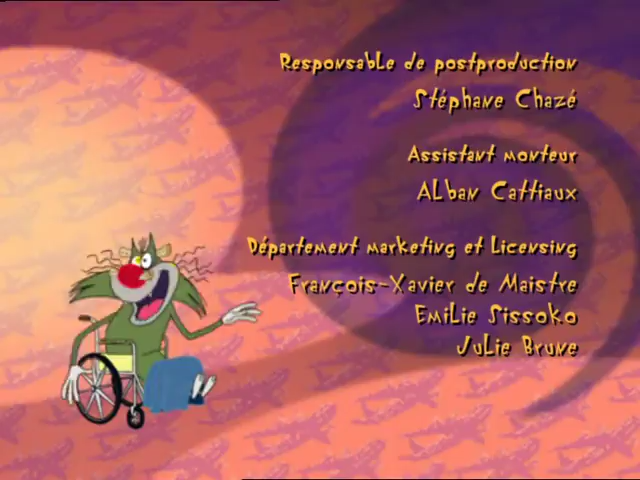 Responsable de postproduction
Stéphane Chazé
Assistant monteur
Alban Cattiaux
Département marketing et Licensing
François-Xavier de Maistre
Emilie Sissoko
Julie Brune